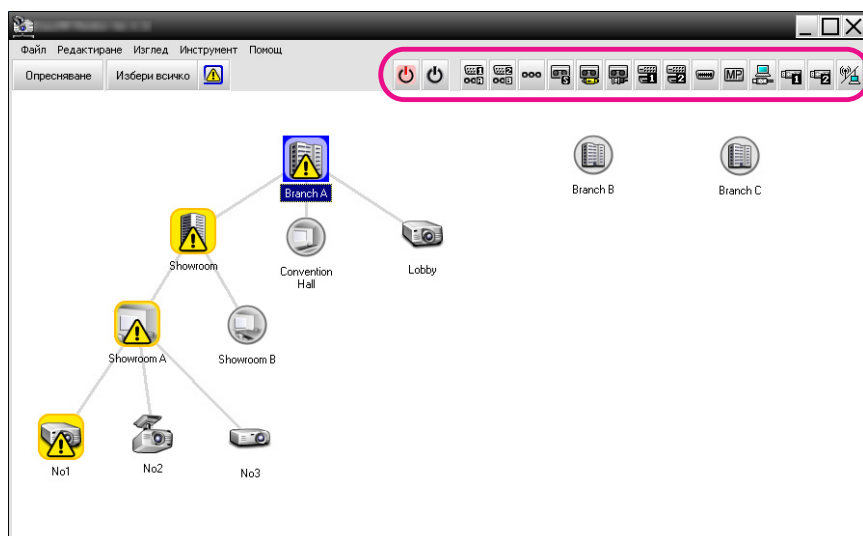 Файл Редактиране Изглед Инструмент Помощ
Опресняване Избери всичко
MP
Branch A
Branch B
Branch C
Showroom
Convention
Hall
Lobby
Showroom A
Showroom B
No1
No2
No3